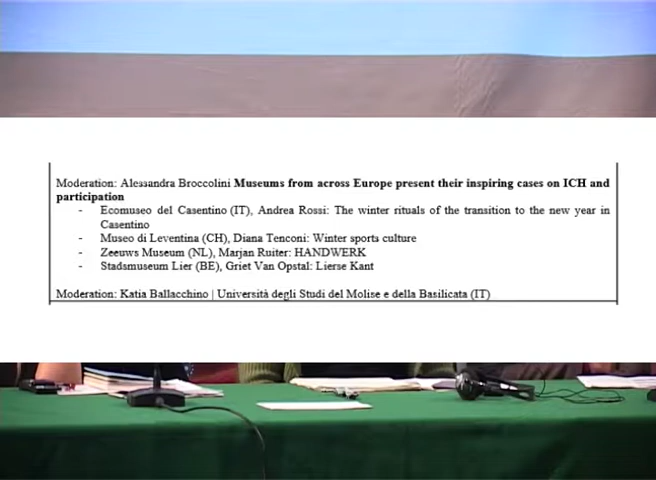 Moderation: Alessandra Broccolini Museums from across Europe present their inspiring cases on ICH and
participation
- Ecomuseo del Casentino (IT), Andrea Rossi: The winter rituals of the transition to the new year in
Casentino
- Museo di Leventina (CH), Diana Tenconi: Winter sports culture
- Zeeuws Museum (NL), Marjan Ruiter: HANDWERK
- Stadsmuseum Lier (BE), Griet Van Opstal: Lierse Kant
Moderation: Katia Ballacchino | Università degli Studi del Molise e della Basilicata (IT)